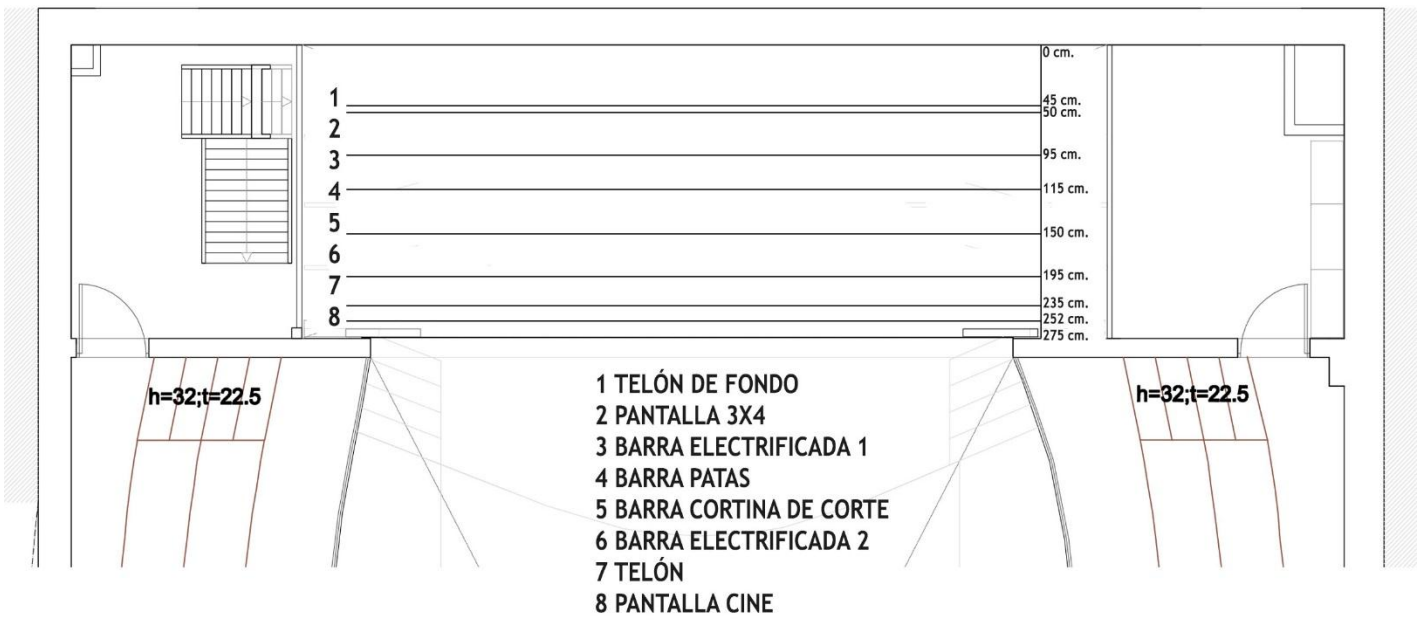 0 cm.
1
45 cm.
50 cm.
2
3
95 cm.
4
115 cm.
5
150 cm.
6
195 cm.
7
235 cm.
8
252 cm.
275 cm.
h=32;t=22.5
h=32;t=22.5
1 TELÓN DE FONDO
2 PANTALLA 3X4
3 BARRA ELECTRIFICADA 1
4 BARRA PATAS
5 BARRA CORTINA DE CORTE
6 BARRA ELECTRIFICADA 2
7 TELÓN
8 PANTALLA CINE